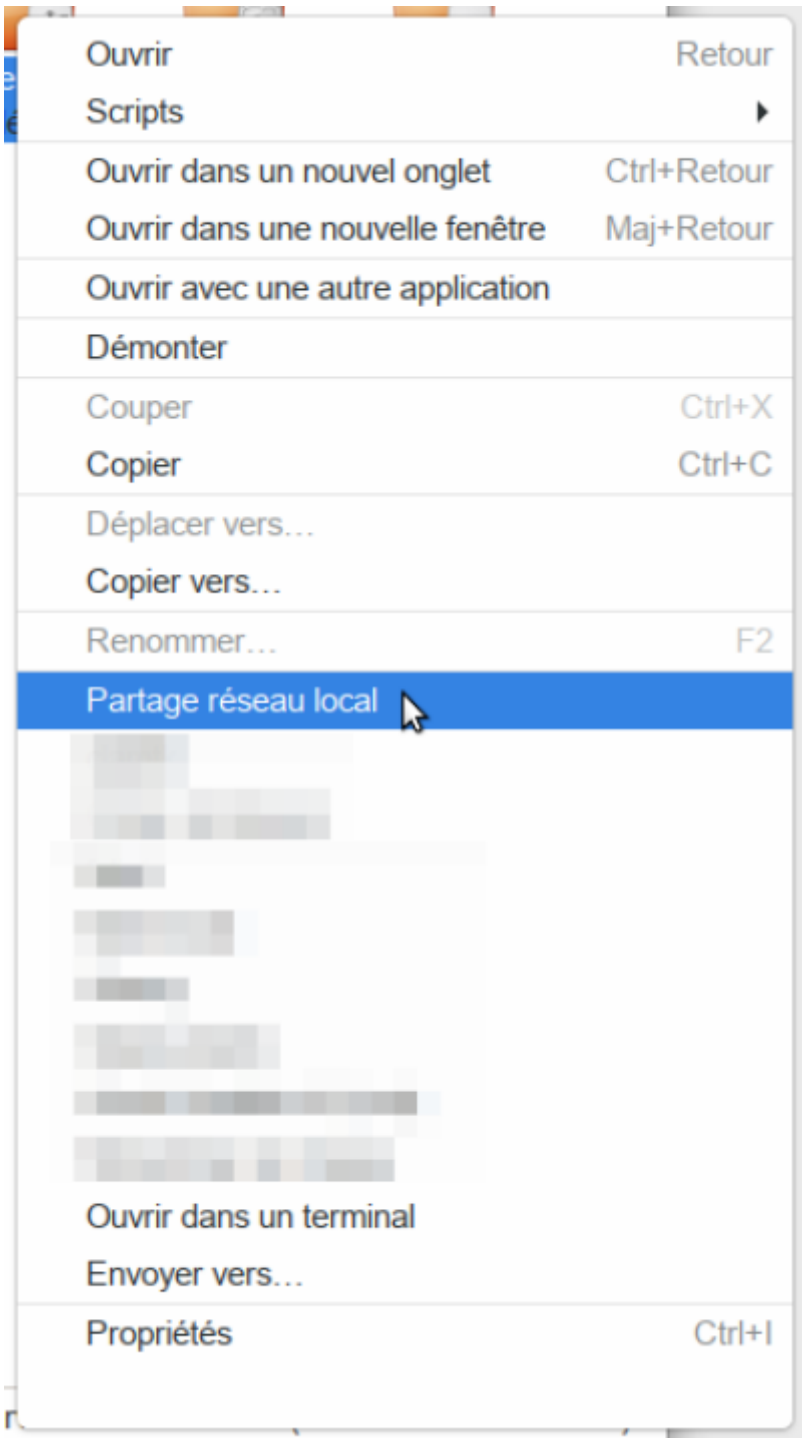 Ouvrir Retour
Scripts
Ouvrir dans un nouvel onglet Ctrl+Retour
Ouvrir dans une nouvelle fenêtre Maj+Retour
Ouvrir avec une autre application
Démonter
Couper Ctrl+X
Copier Ctrl+C
Déplacer vers…
Copier vers…
Renommer… F2
Partage réseau local
Ouvrir dans un terminal
Envoyer vers…
Propriétés Ctrl+I